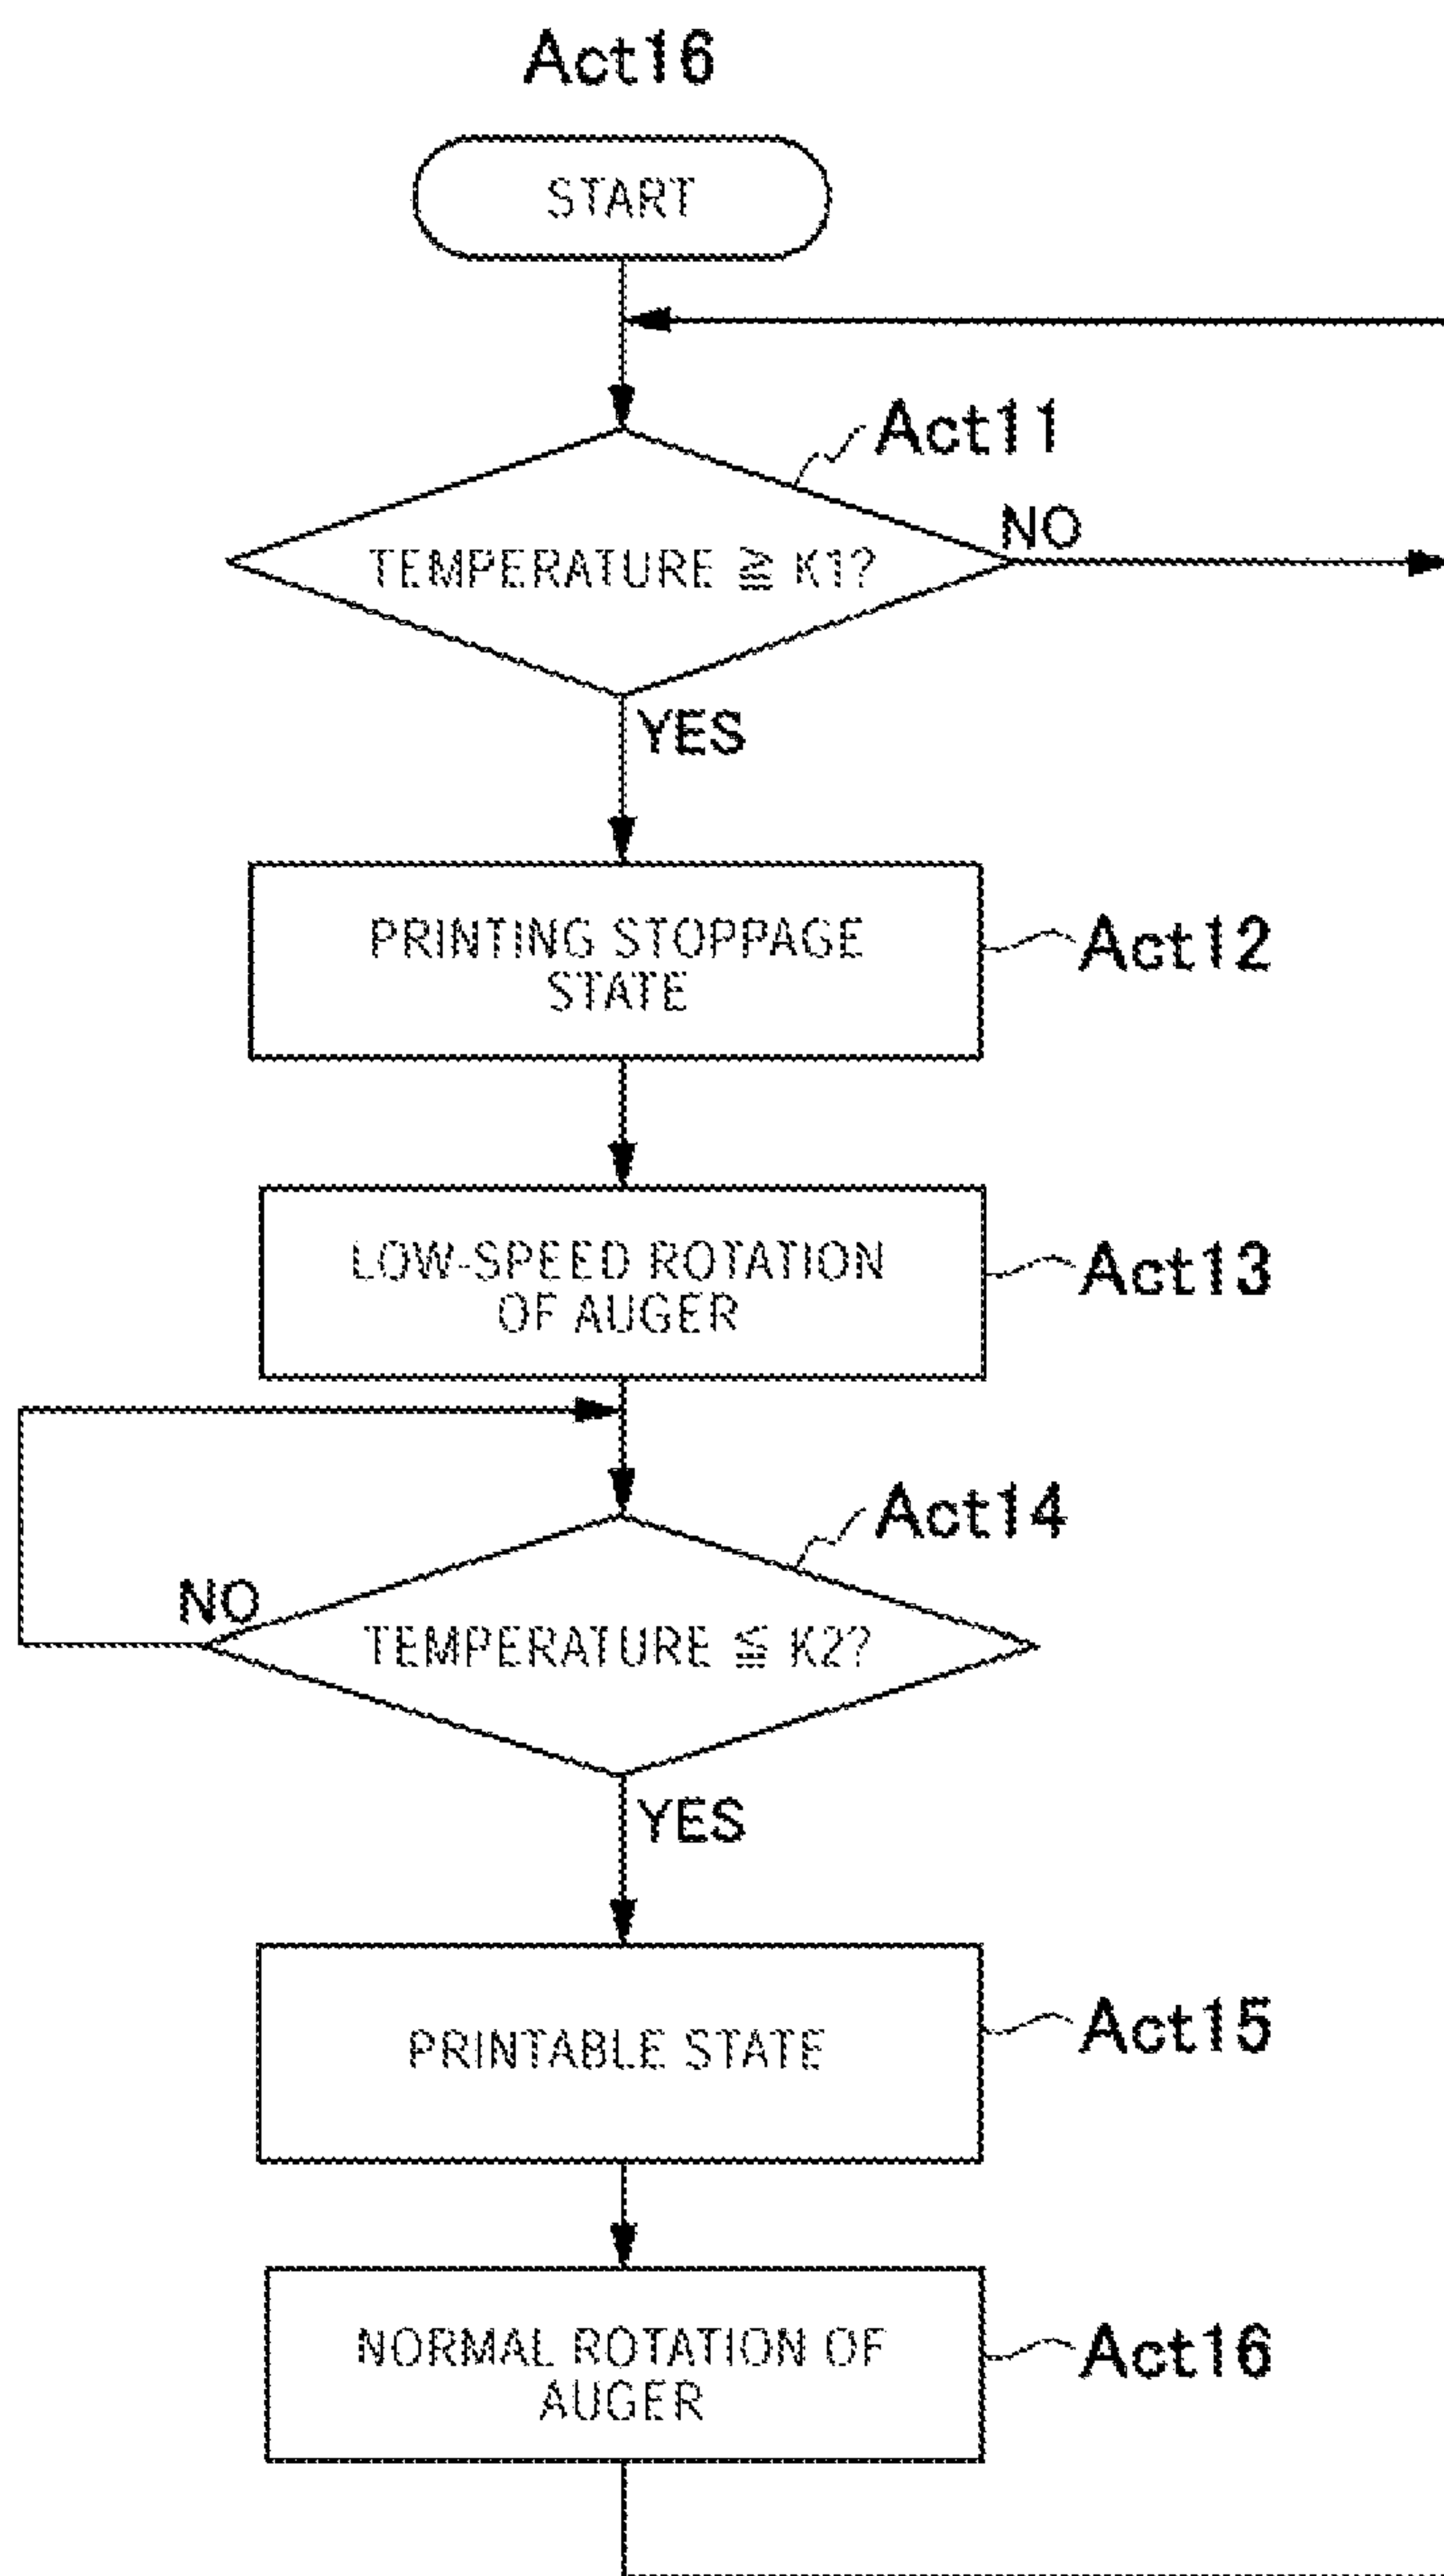 Act16
START
Act11
TEMPERATURE ≧ K1?
NO
YES
PRINTING STOPPAGE
STATE
Act12
LOW-SPEED ROTATION
OF AUGER
Act13
Act14
NO
TEMPERATURE ≦ K2?
YES
PRINTABLE STATE
Act15
NORMAL ROTATION OF
AUGER
Act16